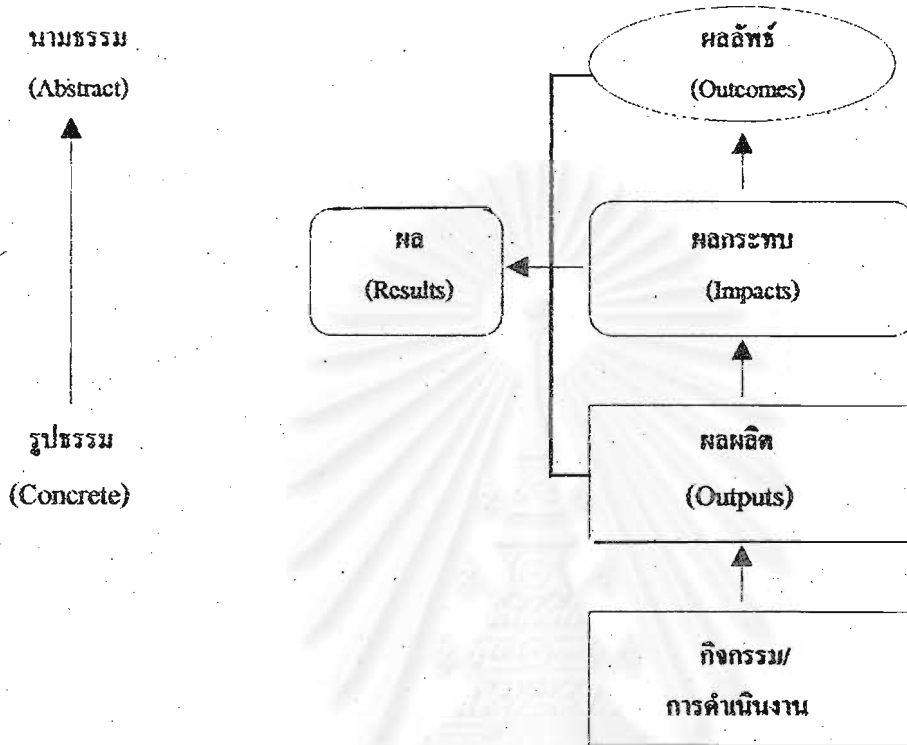 นามธรรม
(Abstract)
ผลลัพธ์
(Outcomes)
ผล
(Results)
ผลกระทบ
(Impacts)
รูปธรรม
(Concrete)
ผลผลิต
(Outputs)
กิจกรรม/
การดำเนินงาน